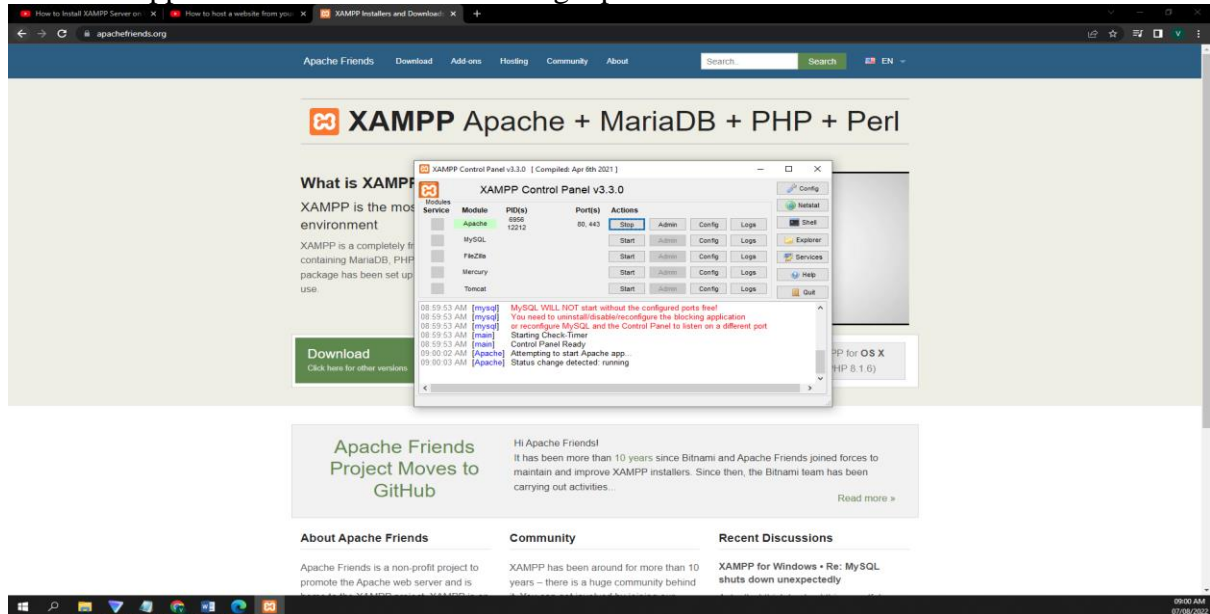 How to Install XAMPP Server on
How to host a website from you
XAMPP Installers and Download
apachefriends.org
Apache Friends Download Add-ons Hosting Community About Search.. Search EN
XAMPP Apache + MariaDB + PHP + Perl
What is XAMPP
XAMPP is the mos
environment
XAMPP is a completely fr
containing MariaDB, PHP
package has been set up
use.
XAMPP Control Panel v3.3.0 [ Compiled: Apr 6th 2021 ]
XAMPP Control Panel v3.3.0
Config
Modules
Service Module PID(s) Port(s) Actions
Netstat
Apache 6956 12212 80, 443 Stop Admin Config Logs
Shell
MySQL Start Admin Config Logs
Explorer
FileZilla Start Admin Config Logs
Services
Mercury Start Admin Config Logs
Help
Tomcat Start Admin Config Logs
Quit
08:59:53 AM [mysql] MySQL WILL NOT start without the configured ports free!
08:59:53 AM [mysql] You need to uninstall/disable/reconfigure the blocking application
08:59:53 AM [mysql] or reconfigure MySQL and the Control Panel to listen on a different port
08:59:53 AM [main] Starting Check-Timer
08:59:53 AM [main] Control Panel Ready
09:00:02 AM [Apache] Attempting to start Apache app...
09:00:03 AM [Apache] Status change detected: running
Download
Click here for other versions
PP for OS X
HP 8.1.6)
Apache Friends
Project Moves to
GitHub
Hi Apache Friends!
It has been more than 10 years since Bitnami and Apache Friends joined forces to
maintain and improve XAMPP installers. Since then, the Bitnami team has been
carrying out activities...
Read more »
About Apache Friends
Apache Friends is a non-profit project to
promote the Apache web server and is
Community
XAMPP has been around for more than 10
years – there is a huge community behind
Recent Discussions
XAMPP for Windows • Re: MySQL
shuts down unexpectedly
09:00 AM
07/08/2022